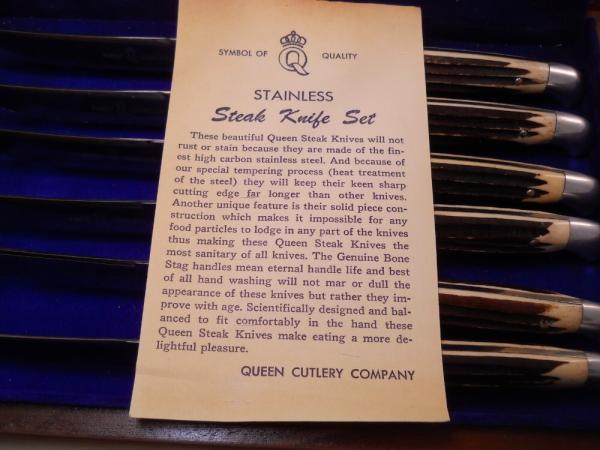 SYMBOL OF Q QUALITY
STAINLESS
Steak Knife Set
These beautiful Queen Steak Knives will not
rust or stain because they are made of the fin-
est high carbon stainless steel. And because of
our special tempering process (heat treatment
of the steel) they will keep their keen sharp
cutting edge far longer than other knives.
Another unique feature is their solid piece con-
struction which makes it impossible for any
food particles to lodge in any part of the knives
thus making these Queen Steak Knives the
most sanitary of all knives. The Genuine Bone
Stag handles mean eternal handle life and best
of all hand washing will not mar or dull the
appearance of these knives but rather they im-
prove with age. Scientifically designed and bal-
anced to fit comfortably in the hand these
Queen Steak Knives make eating a more de-
lightful pleasure.
QUEEN CUTLERY COMPANY